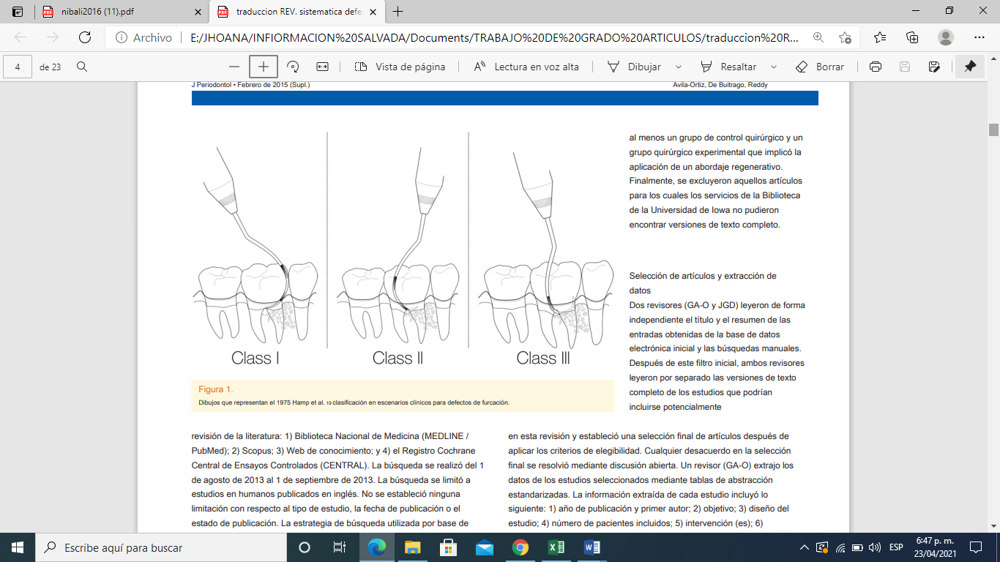 nibali2016 (11).pdf
traduccion REV. sistematica defe
Archivo
E:/JHOANA/INFIORMACION%20SALVADA/Documents/TRABAJO%20DE%20GRADO%20ARTICULOS/traduccion%20R...
4
de 23
Vista de página
Lectura en voz alta
Dibujar
Resaltar
Borrar
J Periodontol • Febrero de 2015 (Supl.)
Avila-Ortiz, De Buitrago, Reddy
Class I
Class II
Class III
Figura 1.
Dibujos que representan el 1975 Hamp et al. 19 clasificación en escenarios clínicos para defectos de furcación.
al menos un grupo de control quirúrgico y un
grupo quirúrgico experimental que implicó la
aplicación de un abordaje regenerativo.
Finalmente, se excluyeron aquellos artículos
para los cuales los servicios de la Biblioteca
de la Universidad de Iowa no pudieron
encontrar versiones de texto completo.
Selección de artículos y extracción de
datos
Dos revisores (GA-O y JGD) leyeron de forma
independiente el título y el resumen de las
entradas obtenidas de la base de datos
electrónica inicial y las búsquedas manuales.
Después de este filtro inicial, ambos revisores
leyeron por separado las versiones de texto
completo de los estudios que podrían
incluirse potencialmente
revisión de la literatura: 1) Biblioteca Nacional de Medicina (MEDLINE /
PubMed); 2) Scopus; 3) Web de conocimiento; y 4) el Registro Cochrane
Central de Ensayos Controlados (CENTRAL). La búsqueda se realizó del 1
de agosto de 2013 al 1 de septiembre de 2013. La búsqueda se limitó a
estudios en humanos publicados en inglés. No se estableció ninguna
limitación con respecto al tipo de estudio, la fecha de publicación o el
estado de publicación. La estrategia de búsqueda utilizada por base de
en esta revisión y estableció una selección final de artículos después de
aplicar los criterios de elegibilidad. Cualquier desacuerdo en la selección
final se resolvió mediante discusión abierta. Un revisor (GA-O) extrajo los
datos de los estudios seleccionados mediante tablas de abstracción
estandarizadas. La información extraída de cada estudio incluyó lo
siguiente: 1) año de publicación y primer autor; 2) objetivo; 3) diseño del
estudio; 4) número de pacientes incluidos; 5) intervención (es); 6)
Escribe aquí para buscar
ESP
6:47 p. m.
23/04/2021